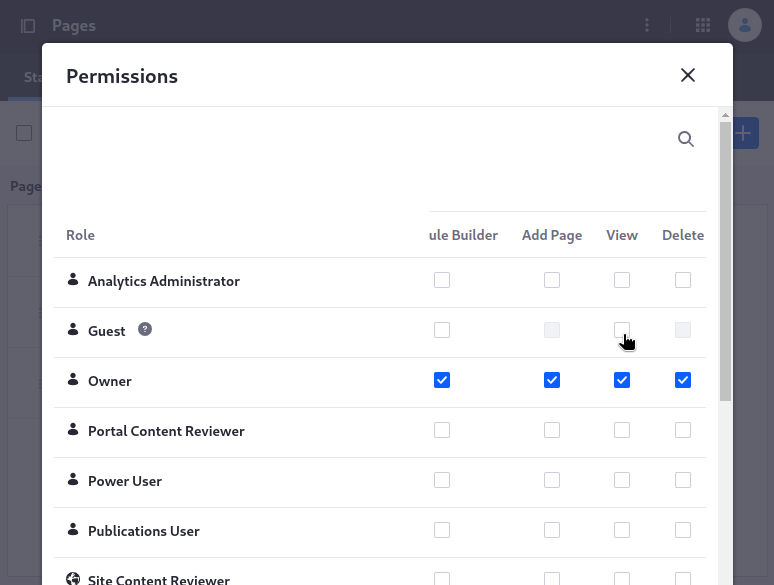 Pages
Sta
Permissions
Page
Role
ule Builder
Add Page
View
Delete
Analytics Administrator
Guest ?
Owner
Portal Content Reviewer
Power User
Publications User
Site Content Reviewer